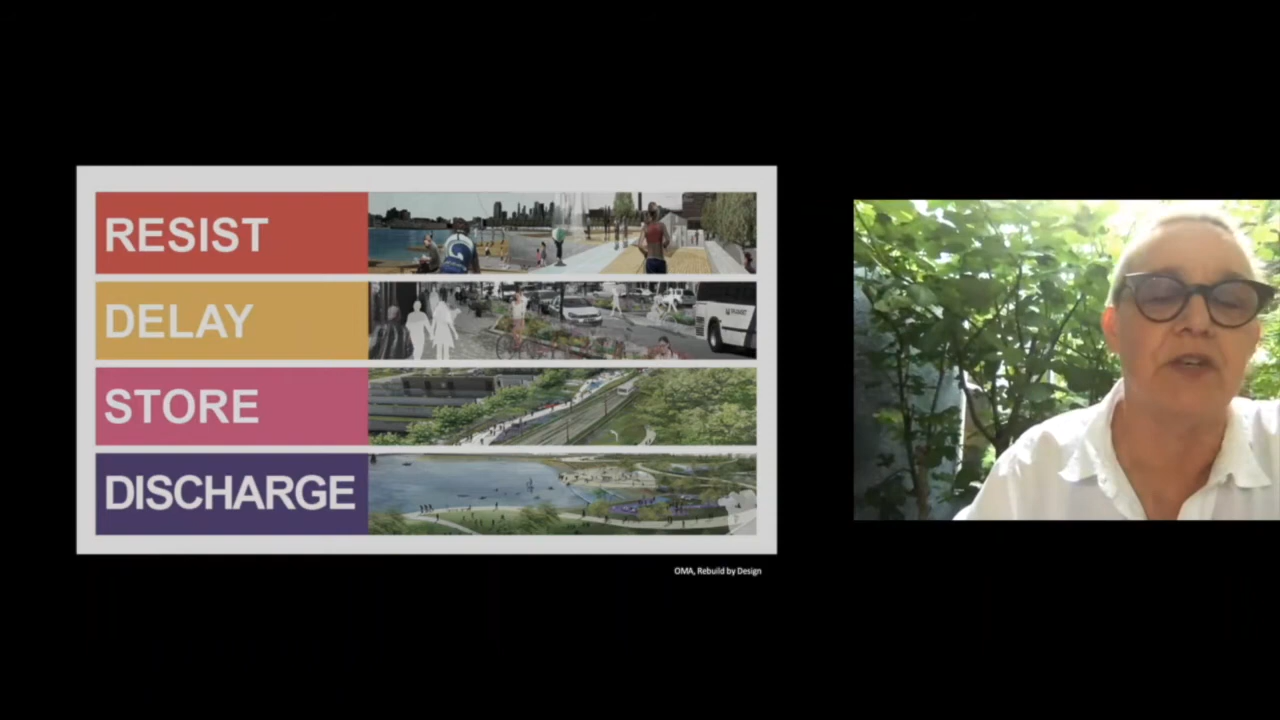 RESIST
DELAY
STORE
DISCHARGE
OMA, Rebuild by Design